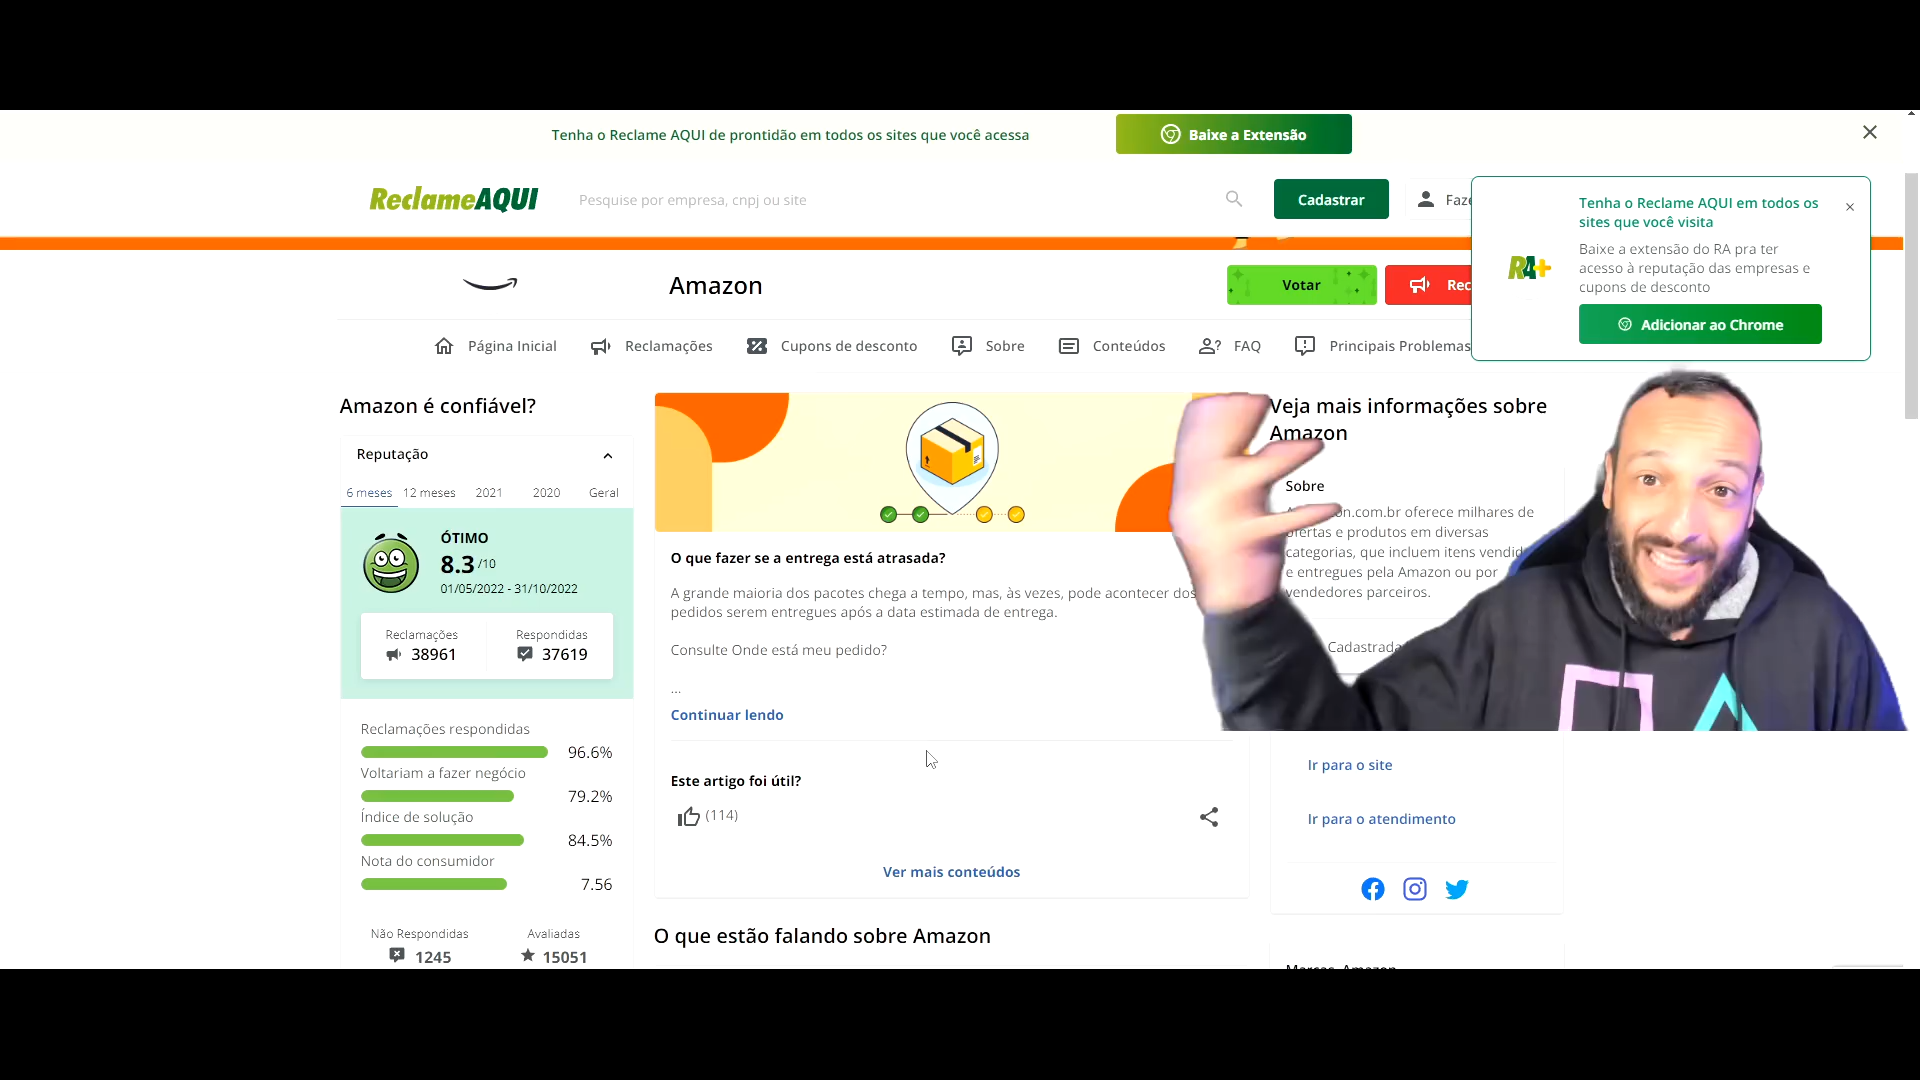 Tenha o Reclame AQUI de prontidão em todos os sites que você acessa
Baixe a Extensão
ReclameAQUI
Pesquise por empresa, cnpj ou site
Cadastrar
Tenha o Reclame AQUI em todos os
sites que você visita
Baixe a extensão do RA pra ter
acesso à reputação das empresas e
cupons de desconto
RA+
Adicionar ao Chrome
Amazon
Votar
Página Inicial
Reclamações
Cupons de desconto
Sobre
Conteúdos
FAQ
Principais Problemas
Amazon é confiável?
Reputação
6 meses
12 meses
2021
2020
Geral
ÓTIMO
8.3 /10
01/05/2022 - 31/10/2022
Reclamações
38961
Respondidas
37619
Reclamações respondidas
96.6%
Voltariam a fazer negócio
79.2%
Índice de solução
84.5%
Nota do consumidor
7.56
Não Respondidas
1245
Avaliadas
15051
O que fazer se a entrega está atrasada?
A grande maioria dos pacotes chega a tempo, mas, às vezes, pode acontecer dos
pedidos serem entregues após a data estimada de entrega.
Consulte Onde está meu pedido?
...
Continuar lendo
Este artigo foi útil?
(114)
Ver mais conteúdos
O que estão falando sobre Amazon
Veja mais informações sobre
Amazon
Sobre
oferece milhares de
ofertas e produtos em diversas
categorias, que incluem itens
e entregues pela Amazon ou por
vendedores parceiros.
Ir para o site
Ir para o atendimento